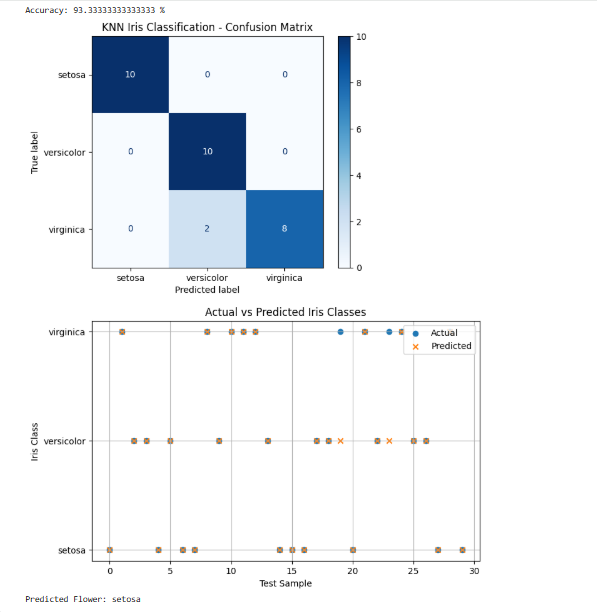 Accuracy: 93.33333333333333 %
KNN Iris Classification - Confusion Matrix
10
setosa
10
0
0
8
True label
versicolor
0
10
0
6
4
virginica
0
2
8
2
0
setosa
versicolor
virginica
Predicted label
Actual vs Predicted Iris Classes
virginica
Actual
Predicted
Iris Class
versicolor
setosa
0
5
10
15
20
25
30
Test Sample
Predicted Flower: setosa